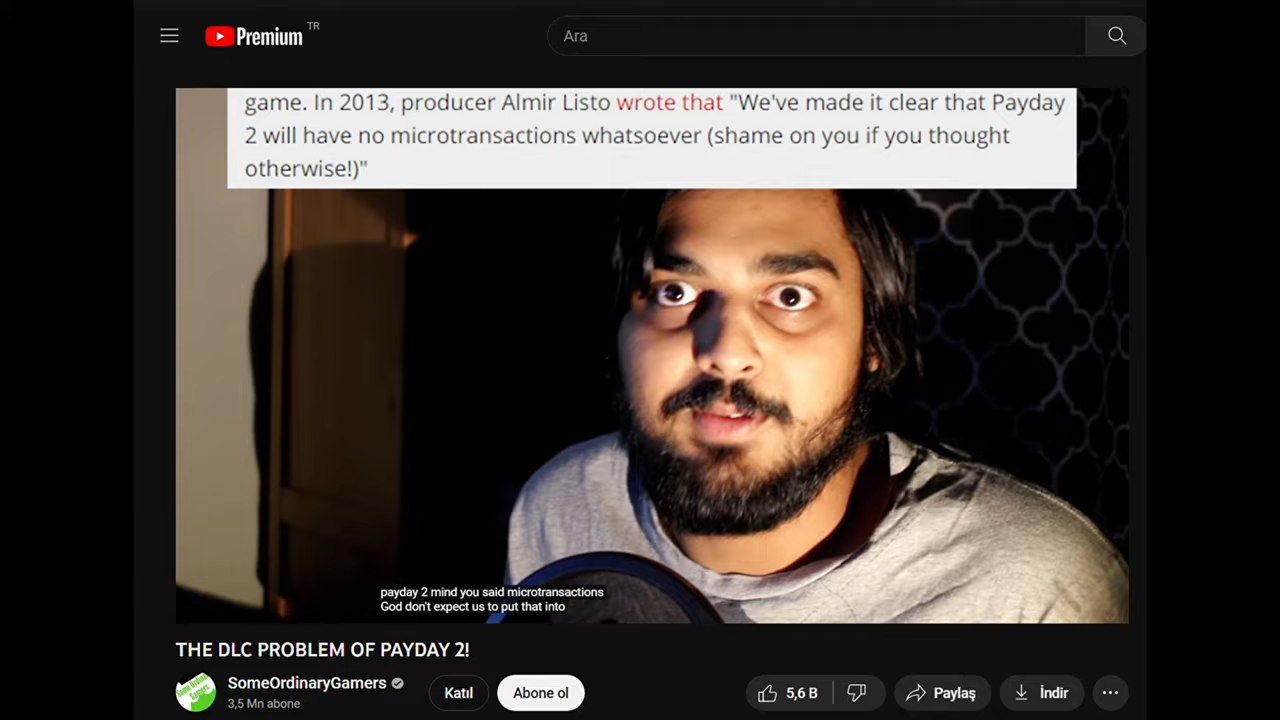 Premium TR
Ara
game. In 2013, producer Almir Listo wrote that "We've made it clear that Payday
2 will have no microtransactions whatsoever (shame on you if you thought
otherwise!)"
payday 2 mind you said microtransactions
God don't expect us to put that into
THE DLC PROBLEM OF PAYDAY 2!
SomeOrdinaryGamers
3,5 Mn abone
Katıl
Abone ol
5,6 B
Paylaş
İndir